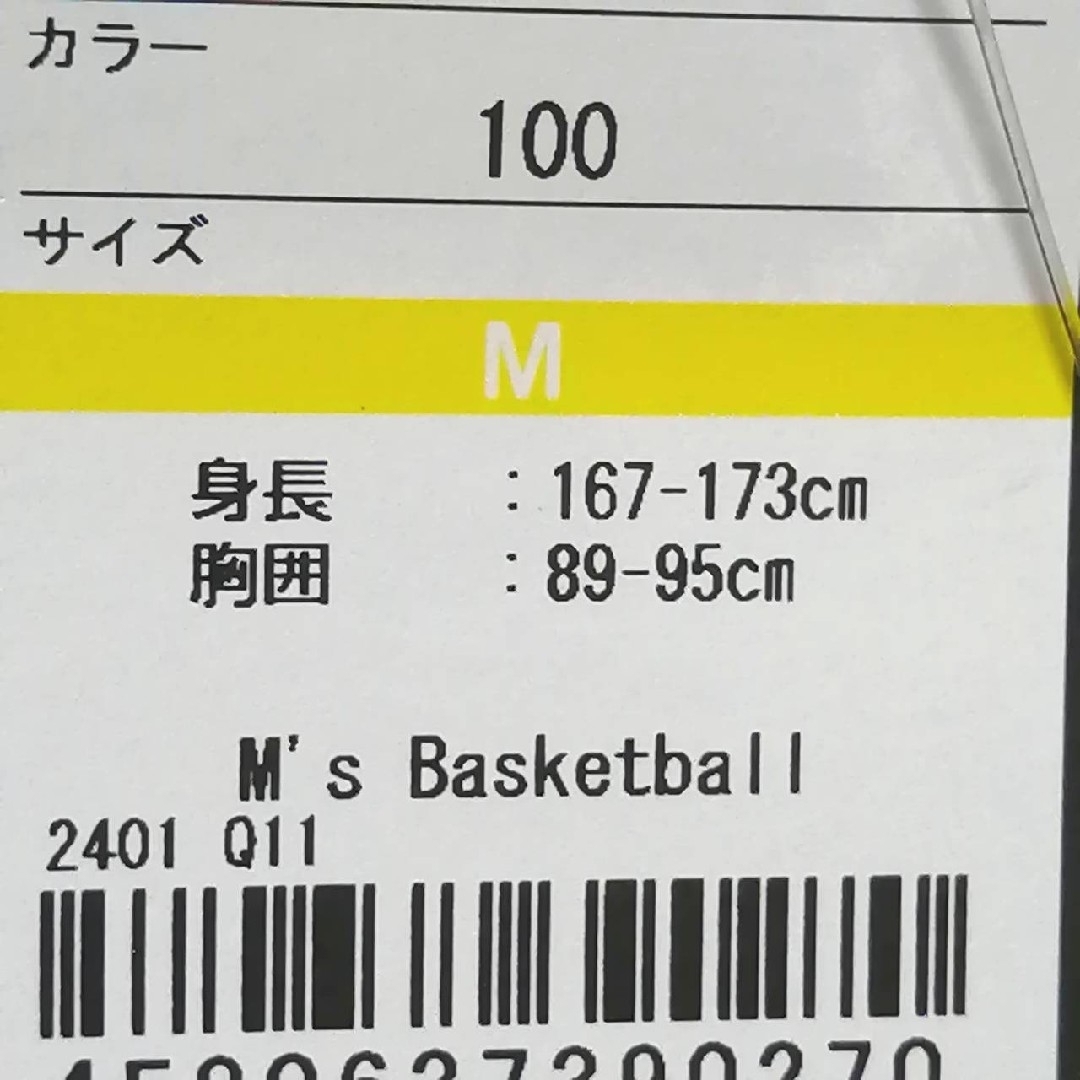 カラー
100
サイズ
M
身長 : 167-173cm
胸囲 : 89-95cm
M's Basketball
2401 Q11